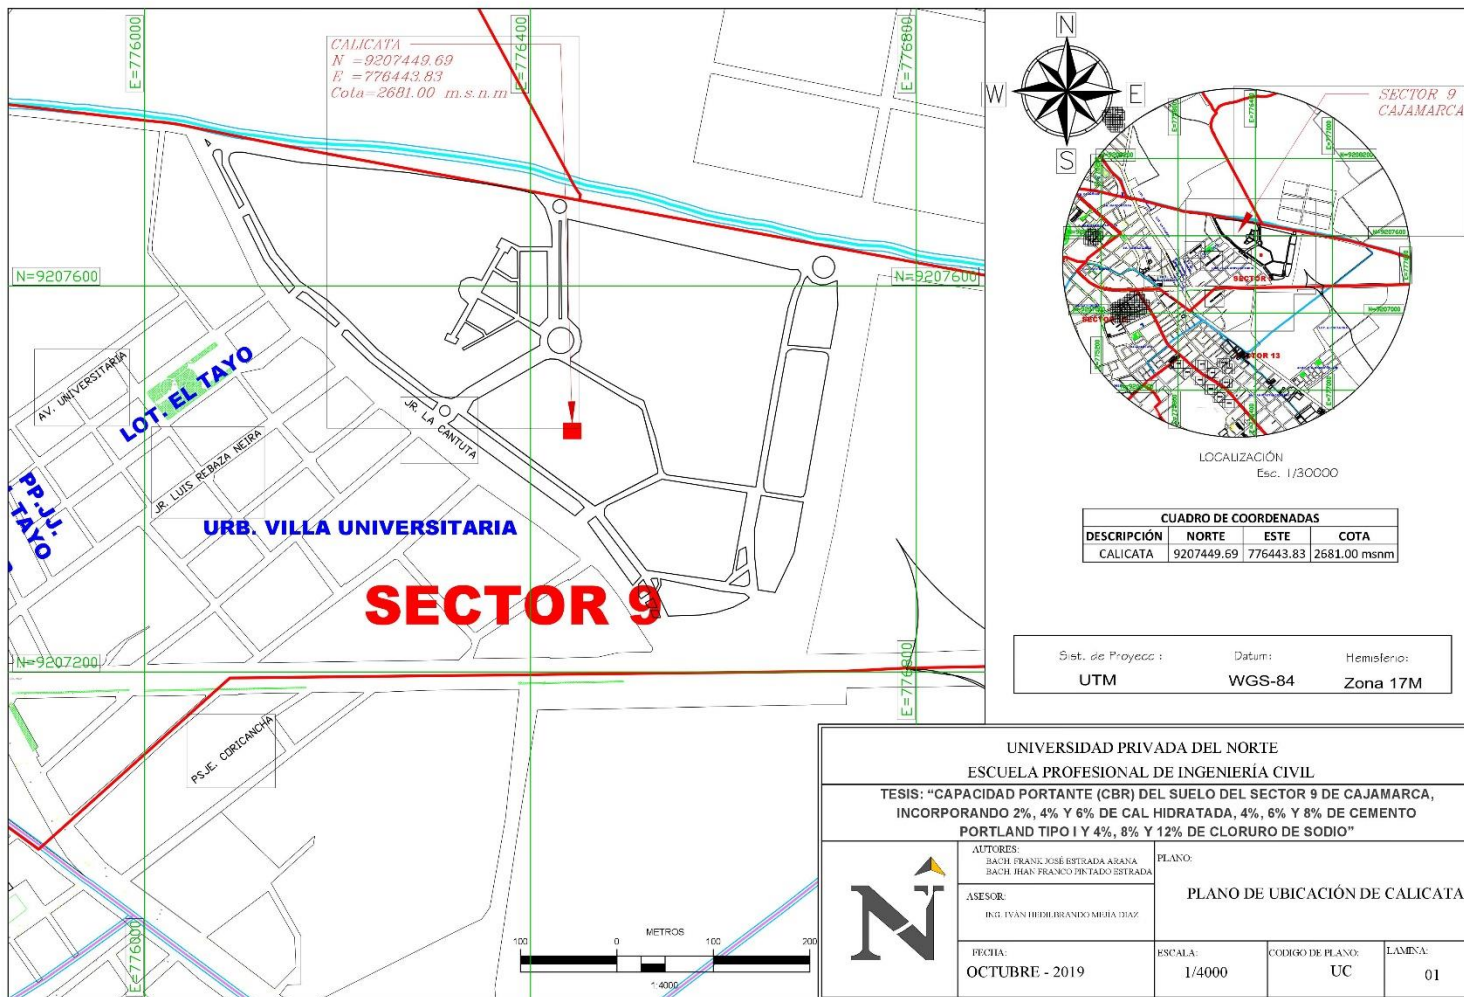 E=776000
E=776400
E=776800
CALICATA
N =9207449.69
E =776443.83
Cota=2681.00 m.s.n.m
N=9207600
N=9207600
AV. UNIVERSITARIA
LOT. EL TAYO
JR. LUIS REBAZA NEIRA
JR. LA CANTUTA
PP.JJ.
TAYO
URB. VILLA UNIVERSITARIA
SECTOR 9
N=9207200
PSJE. CORICANCHA
E=776000
E=776800
METROS
100 0 100 200
1:4000
N
W E
S
SECTOR 9
CAJAMARCA
N=9207600
N=9207000
SECTOR
LOCALIZACIÓN
Esc. 1/30000
CUADRO DE COORDENADAS
DESCRIPCIÓN NORTE ESTE COTA
CALICATA 9207449.69 776443.83 2681.00 msnm
Sist. de Proyecc : Datum: Hemisferio:
UTM WGS-84 Zona 17M
UNIVERSIDAD PRIVADA DEL NORTE
ESCUELA PROFESIONAL DE INGENIERÍA CIVIL
TESIS: “CAPACIDAD PORTANTE (CBR) DEL SUELO DEL SECTOR 9 DE CAJAMARCA,
INCORPORANDO 2%, 4% Y 6% DE CAL HIDRATADA, 4%, 6% Y 8% DE CEMENTO
PORTLAND TIPO I Y 4%, 8% Y 12% DE CLORURO DE SODIO”
AUTORES:
BACH. FRANK JOSÉ ESTRADA ARANA
BACH. JHAN FRANCO PINTADO ESTRADA
ASESOR:
ING. IVÁN HEDILBRANDO MEJÍA DIAZ
PLANO:
PLANO DE UBICACIÓN DE CALICATA
FECHA:
OCTUBRE - 2019
ESCALA:
1/4000
CODIGO DE PLANO:
UC
LAMINA:
01
N